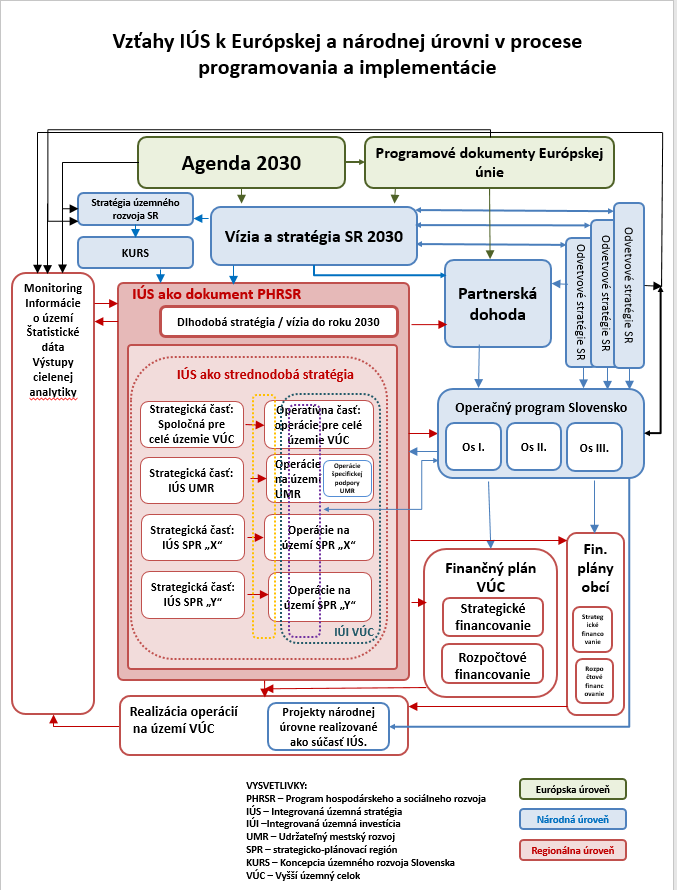 Vzťahy IÚS k Európskej a národnej úrovni v procese
programovania a implementácie
Agenda 2030
Programové dokumenty Európskej
únie
Stratégia územného
rozvoja SR
KURS
Vízia a stratégia SR 2030
Partnerská
dohoda
Odvetvové stratégie SR
Odvetvové stratégie SR
Odvetvové stratégie SR
Monitoring
Informácie
o území
Štatistické
dáta
Výstupy
cielenej
analytiky
IÚS ako dokument PHRSR
Dlhodobá stratégia / vízia do roku 2030
IÚS ako strednodobá stratégia
Strategická časť:
Spoločná pre
celé územie VÚC
Operatívna časť:
operácie pre celé
územie VÚC
Strategická časť:
IÚS UMR
Operácie
na území
UMR
Operácie
špecifickej
podpory
UMR
Strategická časť:
IÚS SPR „X“
Operácie na
území SPR „X“
Strategická časť:
IÚS SPR „Y“
Operácie na
území SPR „Y“
IÚI VÚC
Operačný program Slovensko
Os I.
Os II.
Os III.
Finančný plán
VÚC
Strategické
financovanie
Rozpočtové
financovanie
Fin.
plány
obcí
Strateg
ické
financo
vanie
Rozpo
čtové
financ
ovanie
Realizácia operácií
na území VÚC
Projekty národnej
úrovne realizované
ako súčasť IÚS.
VYSVETLIVKY:
PHRSR – Program hospodárskeho a sociálneho rozvoja
IÚS – Integrovaná územná stratégia
IÚI –Integrovaná územná investícia
UMR – Udržateľný mestský rozvoj
SPR – strategicko-plánovací región
KURS – Koncepcia územného rozvoja Slovenska
VÚC – Vyšší územný celok
Európska úroveň
Národná úroveň
Regionálna úroveň